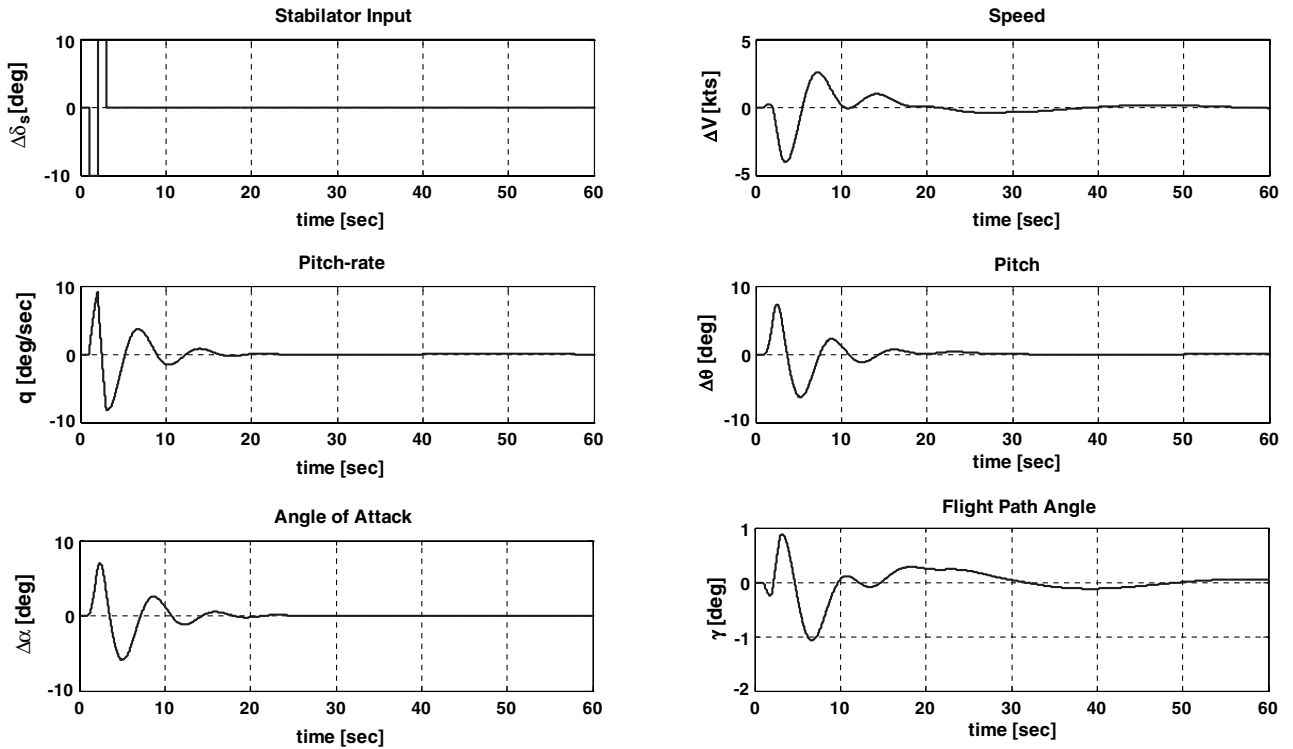 Stabilator Input
Δδs[deg]
10
0
-10
0 10 20 30 40 50 60
time [sec]
Speed
ΔV [kts]
5
0
-5
0 10 20 30 40 50 60
time [sec]
Pitch-rate
q [deg/sec]
10
0
-10
0 10 20 30 40 50 60
time [sec]
Pitch
Δθ [deg]
10
0
-10
0 10 20 30 40 50 60
time [sec]
Angle of Attack
Δα [deg]
10
0
-10
0 10 20 30 40 50 60
time [sec]
Flight Path Angle
γ [deg]
1
0
-1
-2
0 10 20 30 40 50 60
time [sec]